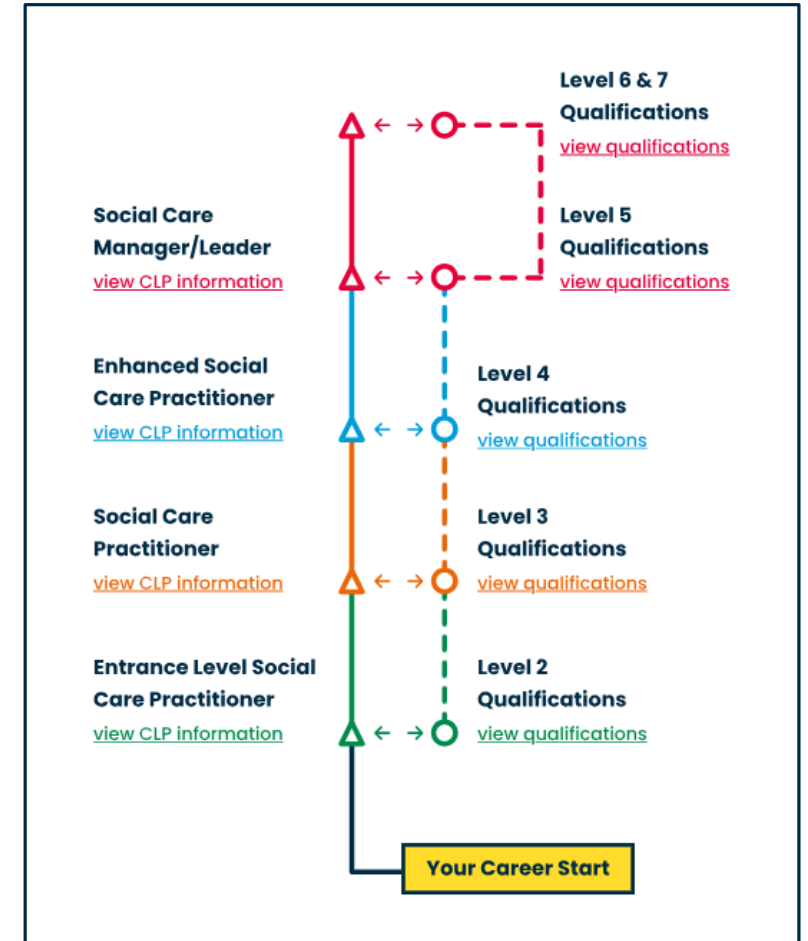 Level 6 & 7
Qualifications
view qualifications
Social Care
Manager/Leader
view CLP information
Level 5
Qualifications
view qualifications
Enhanced Social
Care Practitioner
view CLP information
Level 4
Qualifications
view qualifications
Social Care
Practitioner
view CLP information
Level 3
Qualifications
view qualifications
Entrance Level Social
Care Practitioner
view CLP information
Level 2
Qualifications
view qualifications
Your Career Start